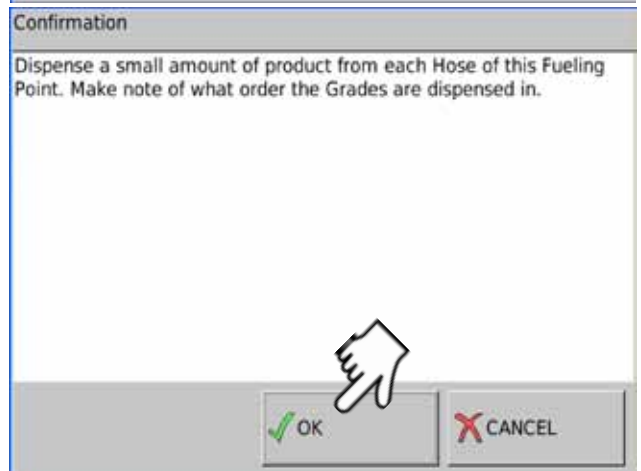 Confirmation
Dispense a small amount of product from each Hose of this Fueling
Point. Make note of what order the Grades are dispensed in.
OK
CANCEL